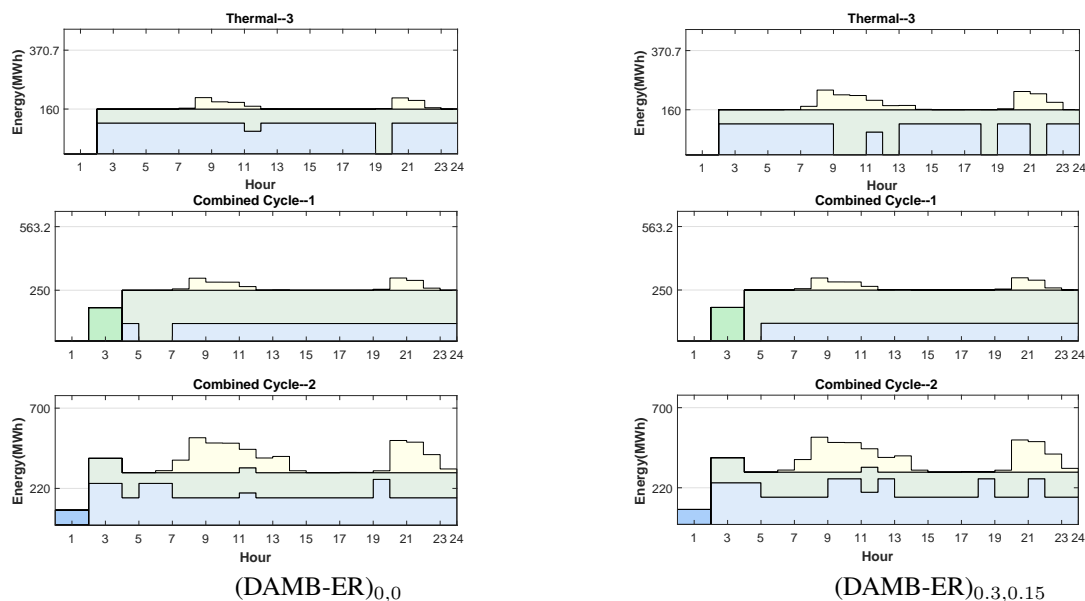 Thermal--3
370.7
160
Energy(MWh)
1 3 5 7 9 11 13 15 17 19 21 23 24
Hour
Combined Cycle--1
563.2
250
1 3 5 7 9 11 13 15 17 19 21 23 24
Combined Cycle--2
700
220
Energy(MWh)
1 3 5 7 9 11 13 15 17 19 21 23 24
Hour
(DAMB-ER)0,0
Thermal--3
370.7
160
Energy(MWh)
1 3 5 7 9 11 13 15 17 19 21 23 24
Hour
Combined Cycle--1
563.2
250
1 3 5 7 9 11 13 15 17 19 21 23 24
Combined Cycle--2
700
220
Energy(MWh)
1 3 5 7 9 11 13 15 17 19 21 23 24
Hour
(DAMB-ER)0.3,0.15